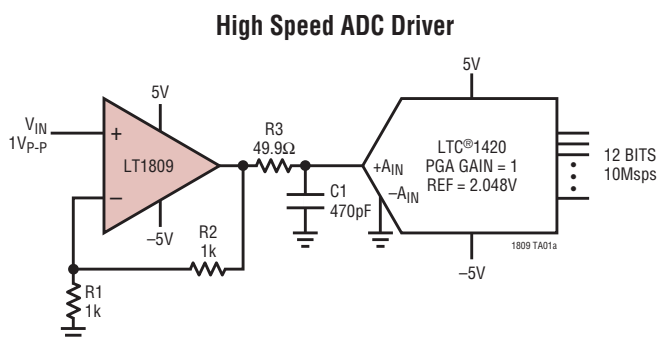 High Speed ADC Driver
5V
5V
VIN
1VP-P
+
LT1809
–
–5V
R3
49.9Ω
C1
470pF
R2
1k
R1
1k
+AIN
–AIN
LTC®1420
PGA GAIN = 1
REF = 2.048V
12 BITS
10Msps
1809 TA01a
–5V